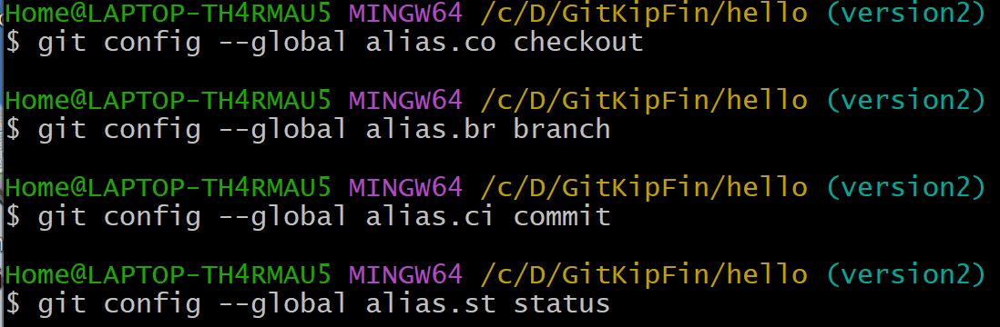 Home@LAPTOP-TH4RMAU5 MINGW64 /c/D/GitKipFin/hello (version2)
$ git config --global alias.co checkout
Home@LAPTOP-TH4RMAU5 MINGW64 /c/D/GitKipFin/hello (version2)
$ git config --global alias.br branch
Home@LAPTOP-TH4RMAU5 MINGW64 /c/D/GitKipFin/hello (version2)
$ git config --global alias.ci commit
Home@LAPTOP-TH4RMAU5 MINGW64 /c/D/GitKipFin/hello (version2)
$ git config --global alias.st status